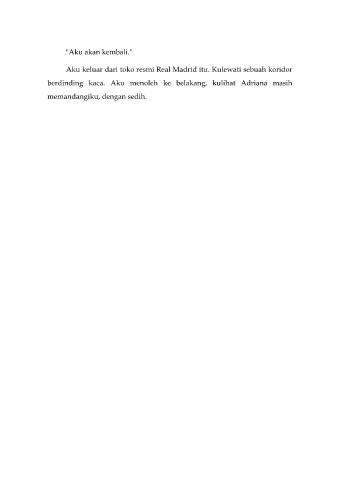 "Aku akan kembali."
Aku keluar dari toko resmi Real Madrid itu. Kulewati sebuah koridor
berdinding kaca. Aku menoleh ke belakang, kulihat Adriana masih
memandangiku, dengan sedih.